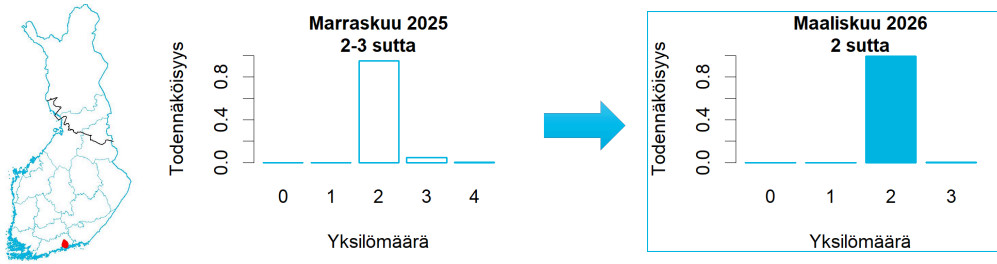 Marraskuu 2025
2-3 sutta
Todennäköisyys
0.8
0.4
0.0
0 1 2 3 4
Yksilömäärä
Maaliskuu 2026
2 sutta
Todennäköisyys
0.8
0.4
0.0
0 1 2 3
Yksilömäärä